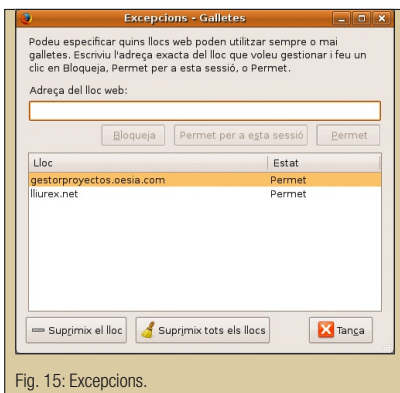 Excepcions - Galletes
Podeu especificar quins llocs web poden utilitzar sempre o mai
galletes. Escriviu l'adreça exacta del lloc que voleu gestionar i feu un
clic en Bloqueja, Permet per a esta sessió, o Permet.
Adreça del lloc web:
Bloqueja Permet per a esta sessió Permet
Lloc Estat
gestorproyectos.oesia.com Permet
lliurex.net Permet
Suprimix el lloc Suprimix tots els llocs Tanca
Fig. 15: Excepcions.